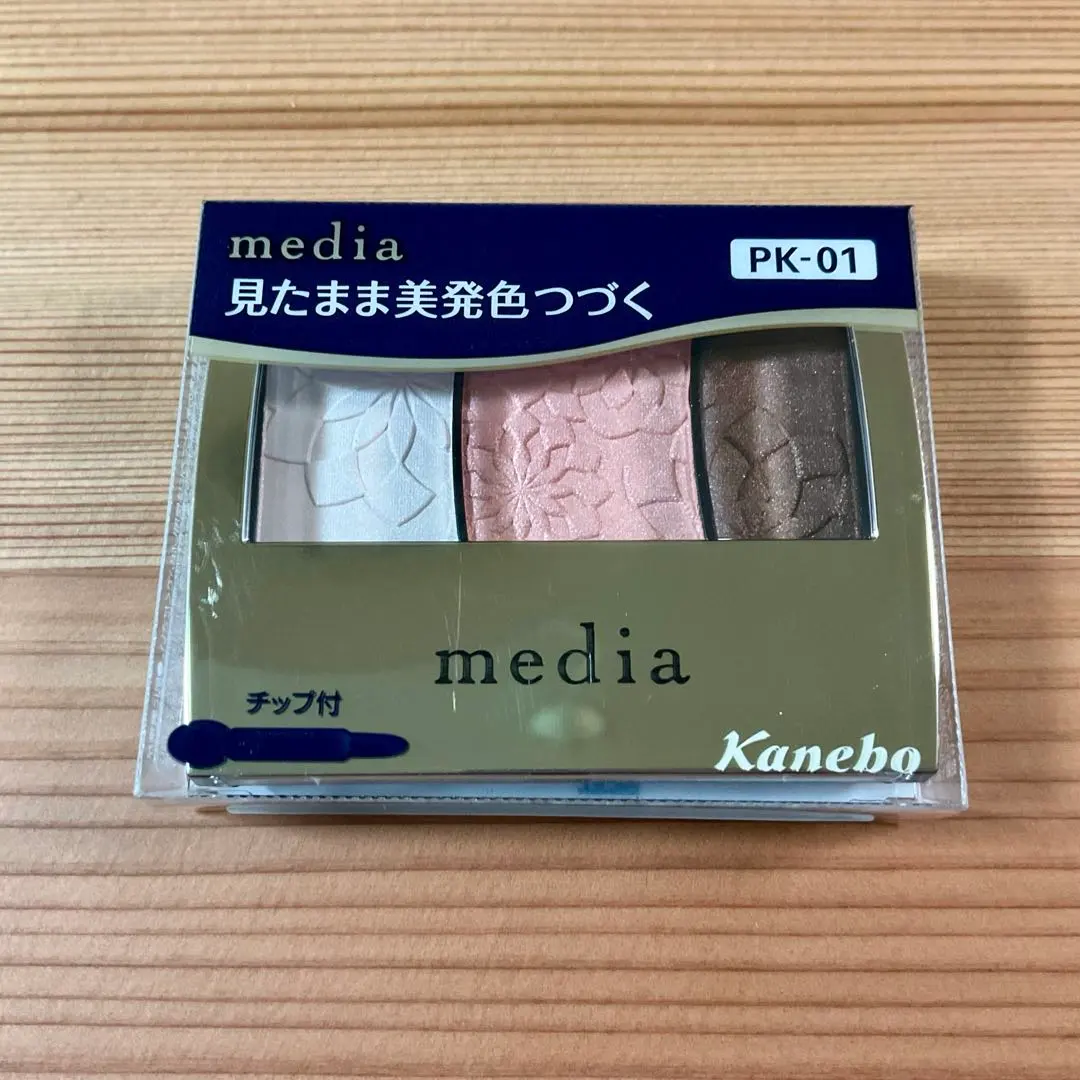 media
PK-01
見たまま美発色つづく
media
チップ付
Kanebo